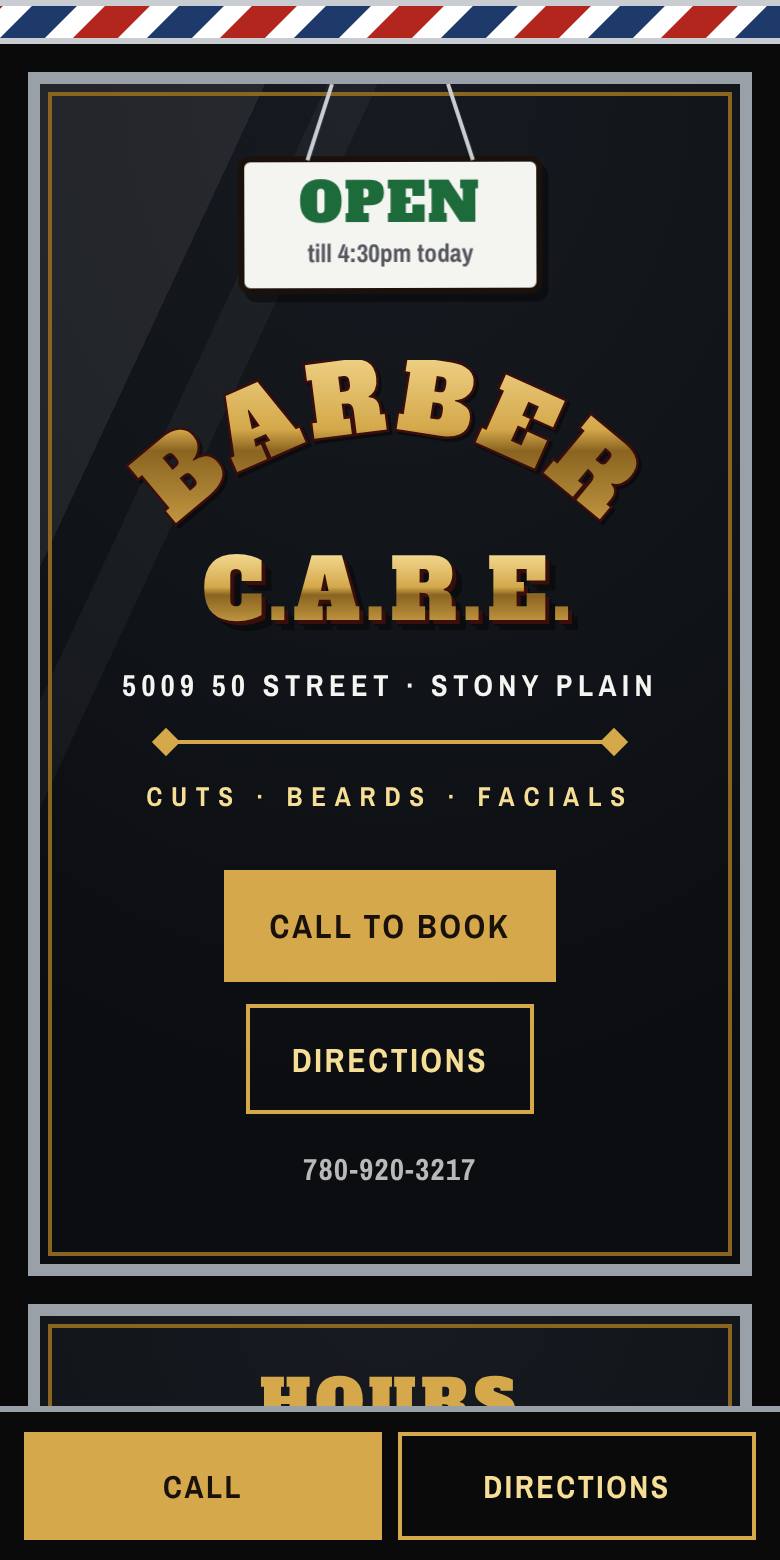 OPEN
till 4:30pm today
BARBER
C.A.R.E.
5009 50 STREET · STONY PLAIN
CUTS · BEARDS · FACIALS
CALL TO BOOK
DIRECTIONS
780-920-3217
HOURS
CALL
DIRECTIONS